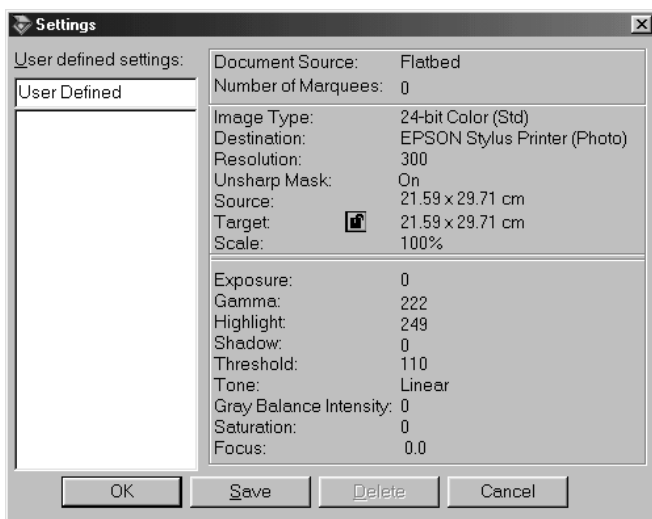 Settings
User defined settings:
User Defined
Document Source: Flatbed
Number of Marquees: 0
Image Type: 24-bit Color (Std)
Destination: EPSON Stylus Printer (Photo)
Resolution: 300
Unsharp Mask: On
Source: 21.59 x 29.71 cm
Target: 21.59 x 29.71 cm
Scale: 100%
Exposure: 0
Gamma: 222
Highlight: 249
Shadow: 0
Threshold: 110
Tone: Linear
Gray Balance Intensity: 0
Saturation: 0
Focus: 0.0
OK Save Delete Cancel